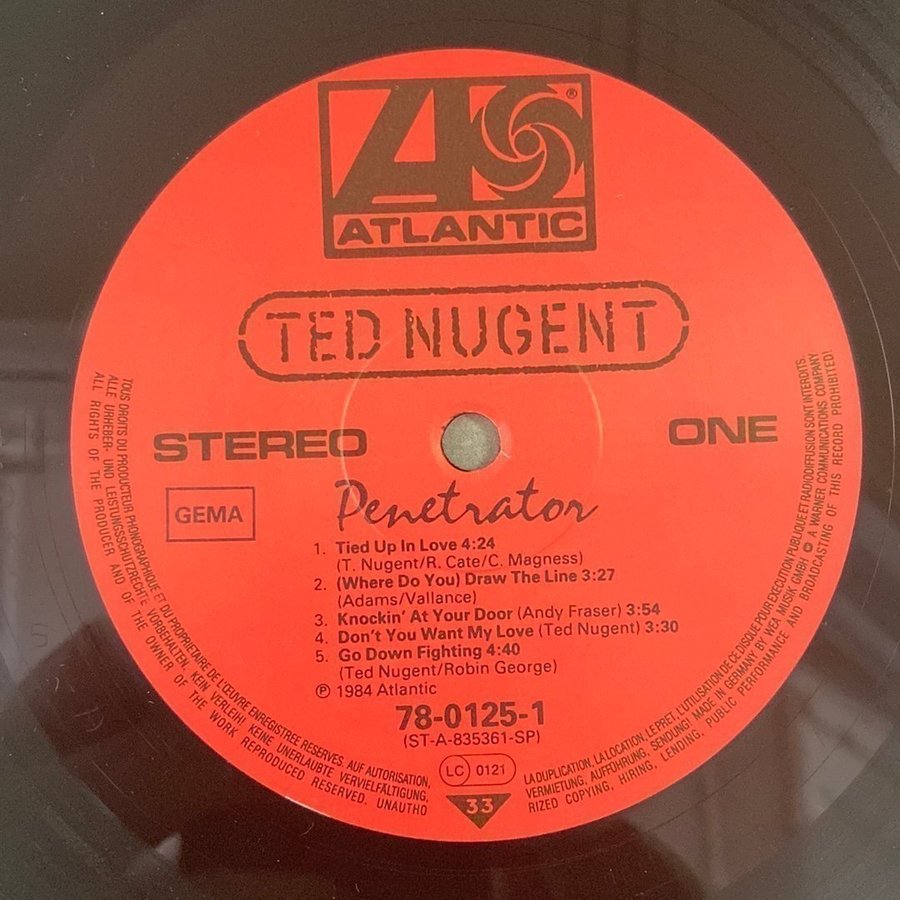 A
®
ATLANTIC
TED NUGENT
STEREO
ONE
GEMA
Penetrator
1. Tied Up In Love 4:24
(T. Nugent/R. Cate/C. Magness)
2. (Where Do You) Draw The Line 3:27
(Adams/Vallance)
3. Knockin' At Your Door (Andy Fraser) 3:54
4. Don't You Want My Love (Ted Nugent) 3:30
5. Go Down Fighting 4:40
(Ted Nugent/Robin George)
℗ 1984 Atlantic
78-0125-1
(ST-A-835361-SP)
LC 0121
33
TOUS DROITS DU PRODUCTEUR PHONOGRAPHIQUE ET DU PROPRIETAIRE DE L'ŒUVRE ENREGISTREE RESERVES. AUF AUTORISATION, LA DUPLICATION, LA LOCATION, LE PRET, L'UTILISATION DE CE DISQUE POUR EXECUTION PUBLIQUE ET RADIODIFFUSION SONT INTERDITS.
ALLE URHEBER- UND LEISTUNGSSCHUTZRECHTE VORBEHALTEN. KEIN VERLEIH! KEINE UNERLAUBTE VERVIELFÄLTIGUNG, VERMIETUNG, AUFFÜHRUNG, SENDUNG! MADE IN GERMANY BY WEA MUSIK GMBH A WARNER COMMUNICATIONS COMPANY
ALL RIGHTS OF THE PRODUCER AND OF THE OWNER OF THE WORK REPRODUCED RESERVED. UNAUTHORIZED COPYING, HIRING, LENDING, PUBLIC PERFORMANCE AND BROADCASTING OF THIS RECORD PROHIBITED!